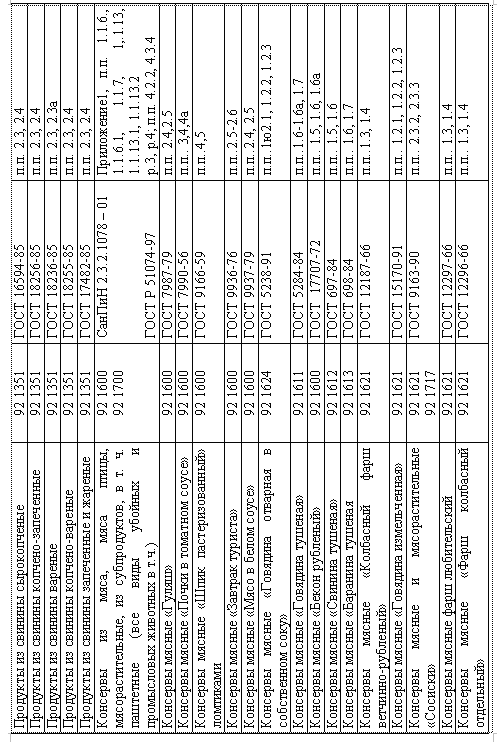 Продукты из свинины сырокопченые 92 1351 ГОСТ 16594-85 п.п. 2.3, 2.4
Продукты из свинины копчено-запеченные 92 1351 ГОСТ 18256-85 п.п. 2.3, 2.4
Продукты из свинины вареные 92 1351 ГОСТ 18236-85 п.п. 2.3, 2.3а
Продукты из свинины копчено-вареные 92 1351 ГОСТ 18255-85 п.п. 2.3, 2.4
Продукты из свинины запеченные и жареные 92 1351 ГОСТ 17482-85 п.п. 2.3, 2.4
Консервы из мяса, мяса птицы, 92 1600 СанПиН 2.3.2.1078 – 01 Приложение1, п.п. 1.1.6,
мясорастительные, из субпродуктов, в т. ч. 92 1700 1.1.6.1, 1.1.7, 1, 1.13,
паштетные (все виды убойных и 1.1.13.1, 1.1.13.2
промысловых животных в т.ч.) ГОСТ Р 51074-97 р.3, р.4, п.п. 4.2.2, 4.3.4
Консервы мясные «Гуляш» 92 1600 ГОСТ 7987-79 п.п. 2.4,2.5
Консервы мясные «Почки в томатном соусе» 92 1600 ГОСТ 7990-56 п.п. 3,4,4а
Консервы мясные «Шпик пастеризованный» 92 1600 ГОСТ 9166-59 п.п. 4,5
ломтиками
Консервы мясные «Завтрак туриста» 92 1600 ГОСТ 9936-76 п.п. 2.5-2.6
Консервы мясные «Мясо в белом соусе» 92 1600 ГОСТ 9937-79 п.п. 2.4, 2.5
Консервы мясные «Говядина отварная в 92 1624 ГОСТ 5238-91 п.п. 1ю2.1, 1.2.2, 1.2.3
собственном соку»
Консервы мясные «Говядина тушеная» 92 1611 ГОСТ 5284-84 п.п. 1.6-1.6а, 1.7
Консервы мясные «Бекон рубленый» 92 1600 ГОСТ 17707-72 п.п. 1.5, 1.6, 1.6а
Консервы мясные «Свинина тушеная» 92 1612 ГОСТ 697-84 п.п. 1.5, 1.6
Консервы мясные «Баранина тушеная 92 1613 ГОСТ 698-84 п.п. 1.6, 1.7
Консервы мясные «Колбасный фарш 92 1621 ГОСТ 12187-66 п.п. 1.3, 1.4
ветчинно-рубленый»
Консервы мясные «Говядина измельченная» 92 1621 ГОСТ 15170-91 п.п. 1.2.1, 1.2.2, 1.2.3
Консервы мясные и мясорастительные 92 1621 ГОСТ 9163-90 п.п. 2.3.2, 2.3.3
«Сосиски» 92 1717
Консервы мясные фарш любительский 92 1621 ГОСТ 12297-66 п.п. 1.3, 1.4
Консервы мясные «Фарш колбасный 92 1621 ГОСТ 12296-66 п.п. 1.3, 1.4
отдельный»